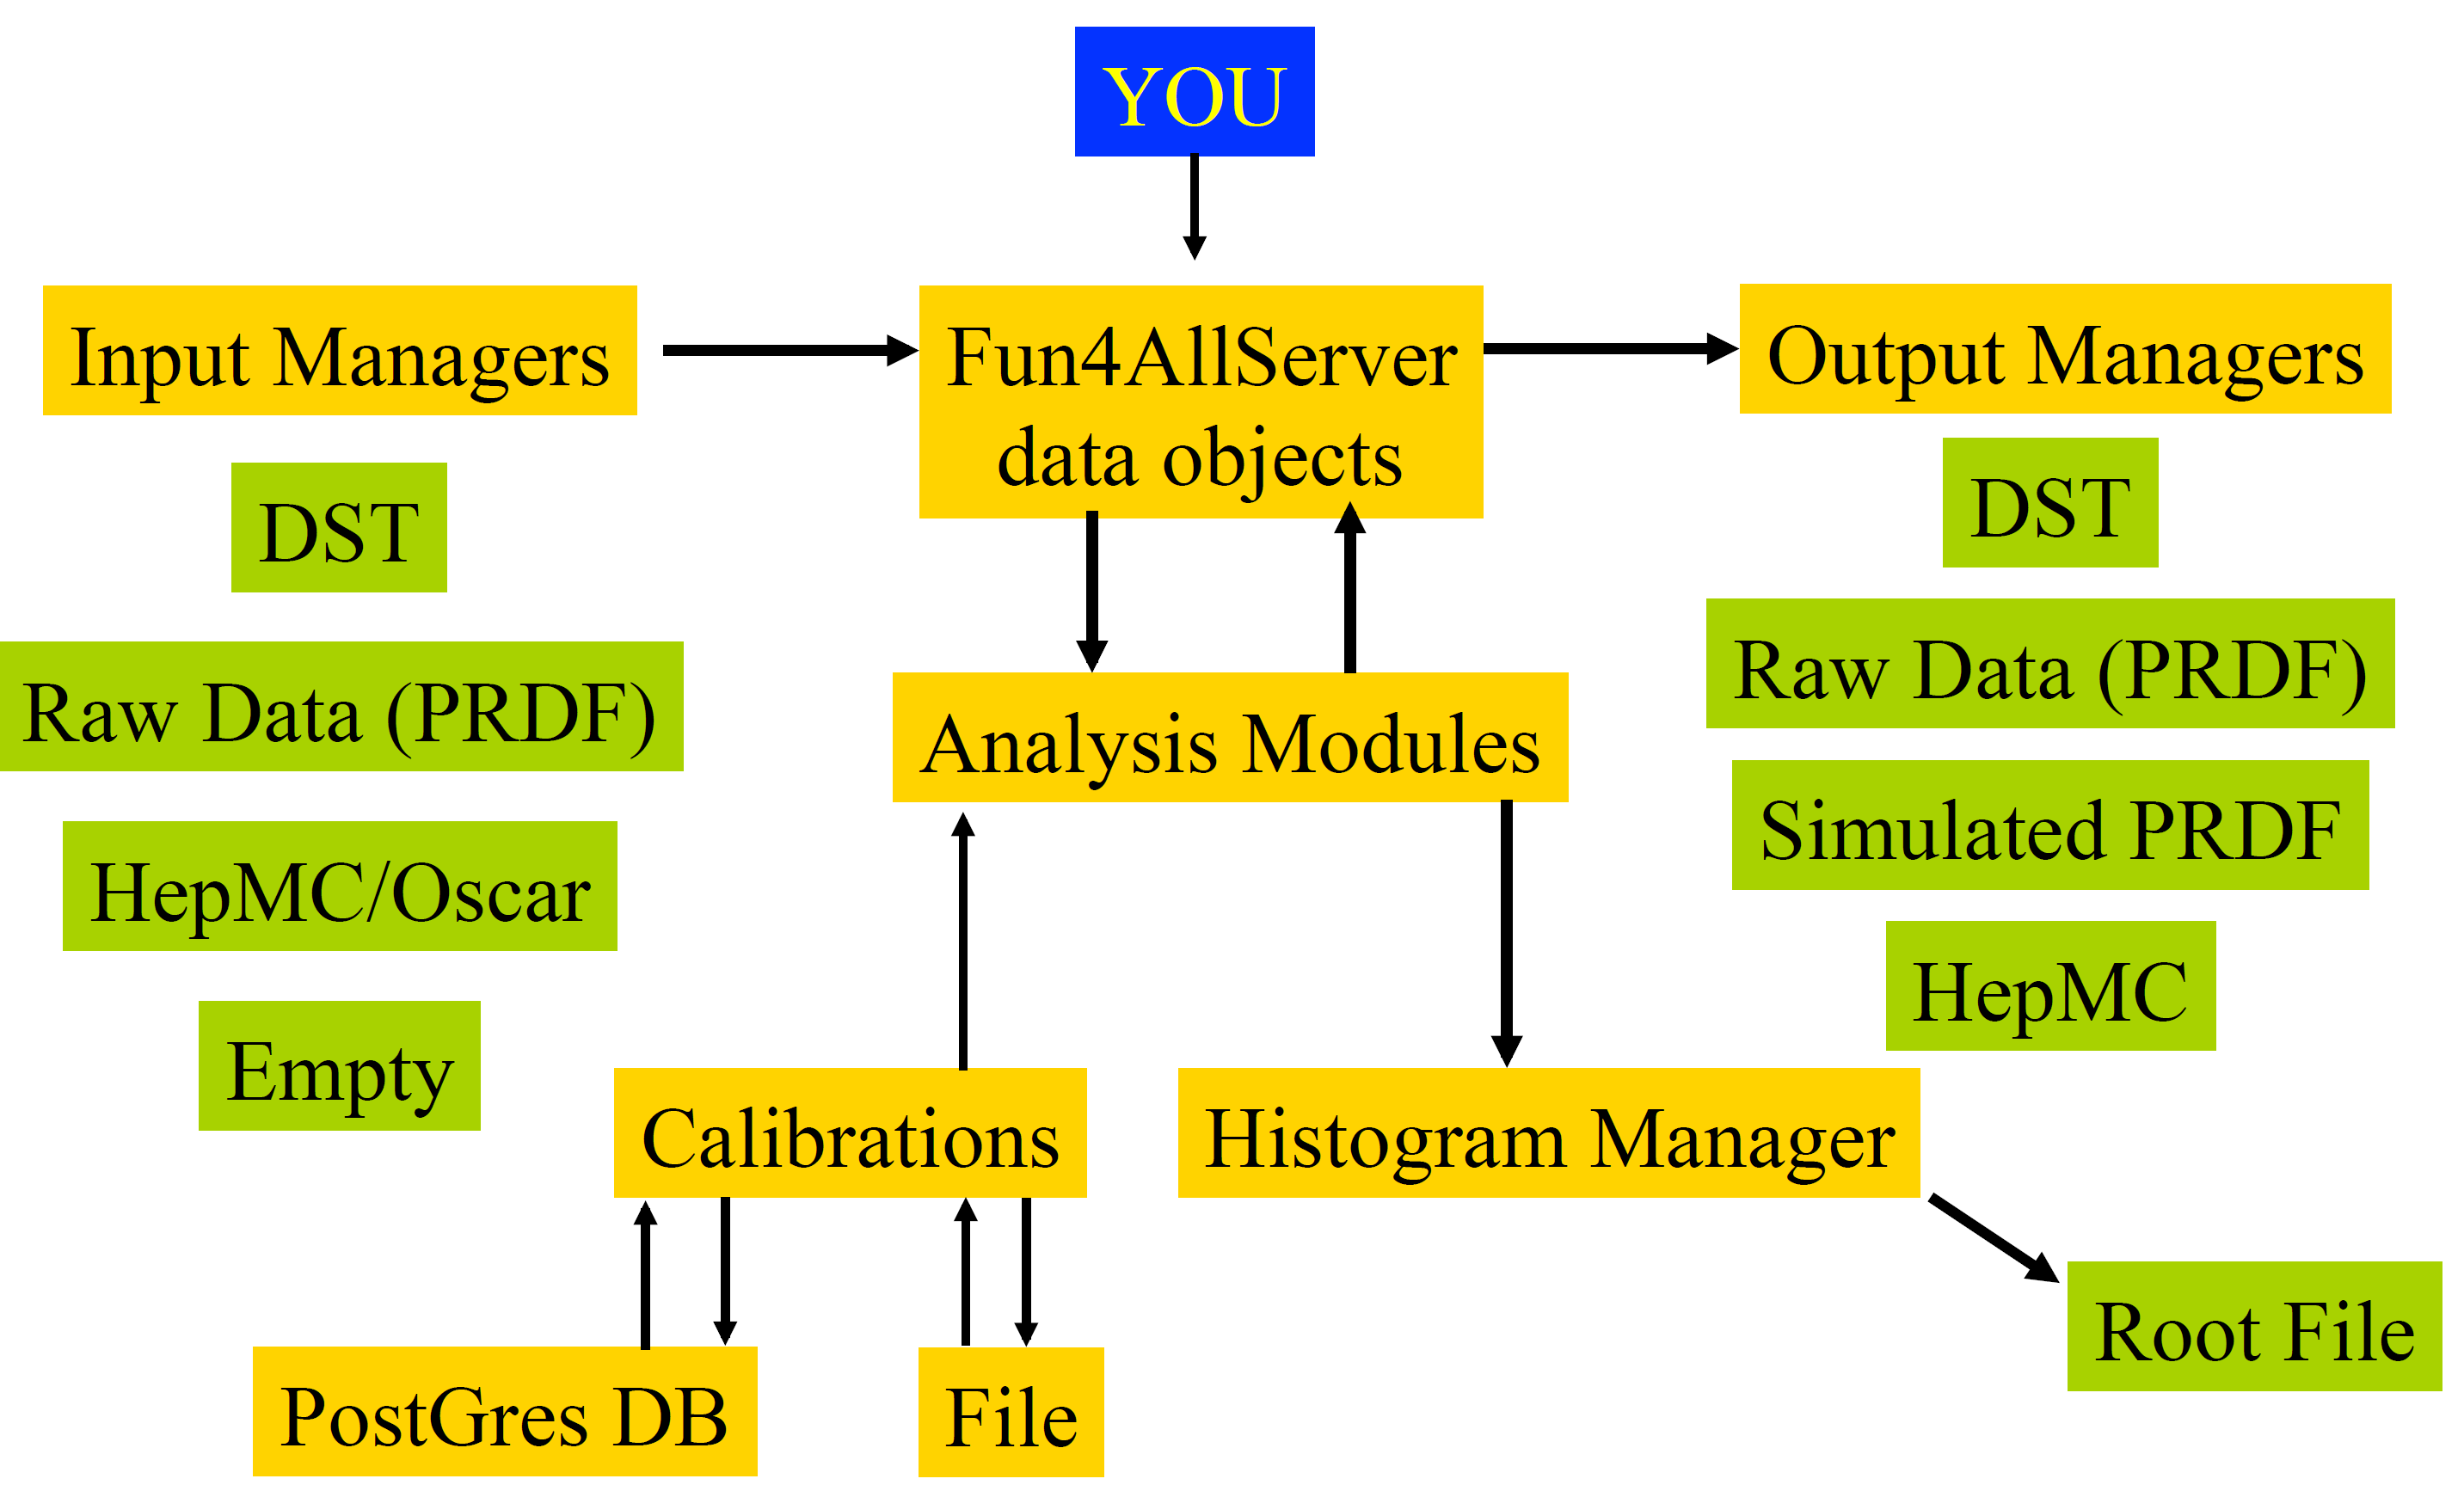 YOU
Input Managers
Fun4AllServer
data objects
Output Managers
DST
Raw Data (PRDF)
HepMC/Oscar
Empty
DST
Raw Data (PRDF)
Simulated PRDF
HepMC
Analysis Modules
Calibrations
Histogram Manager
PostGres DB
File
Root File